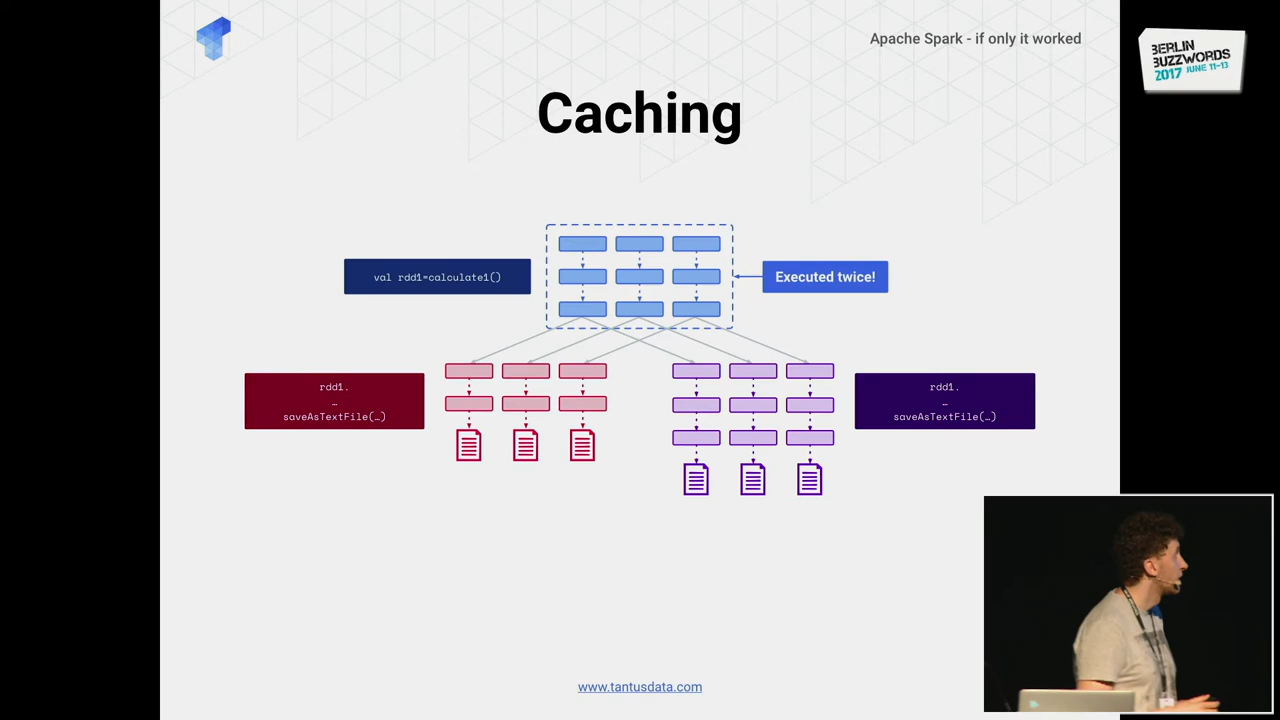 Apache Spark - if only it worked
BERLIN
BUZZWORDS
2017 JUNE 11-13
Caching
val rdd1=calculate1()
Executed twice!
rdd1.
…
saveAsTextFile(…)
rdd1.
…
saveAsTextFile(…)
www.tantusdata.com